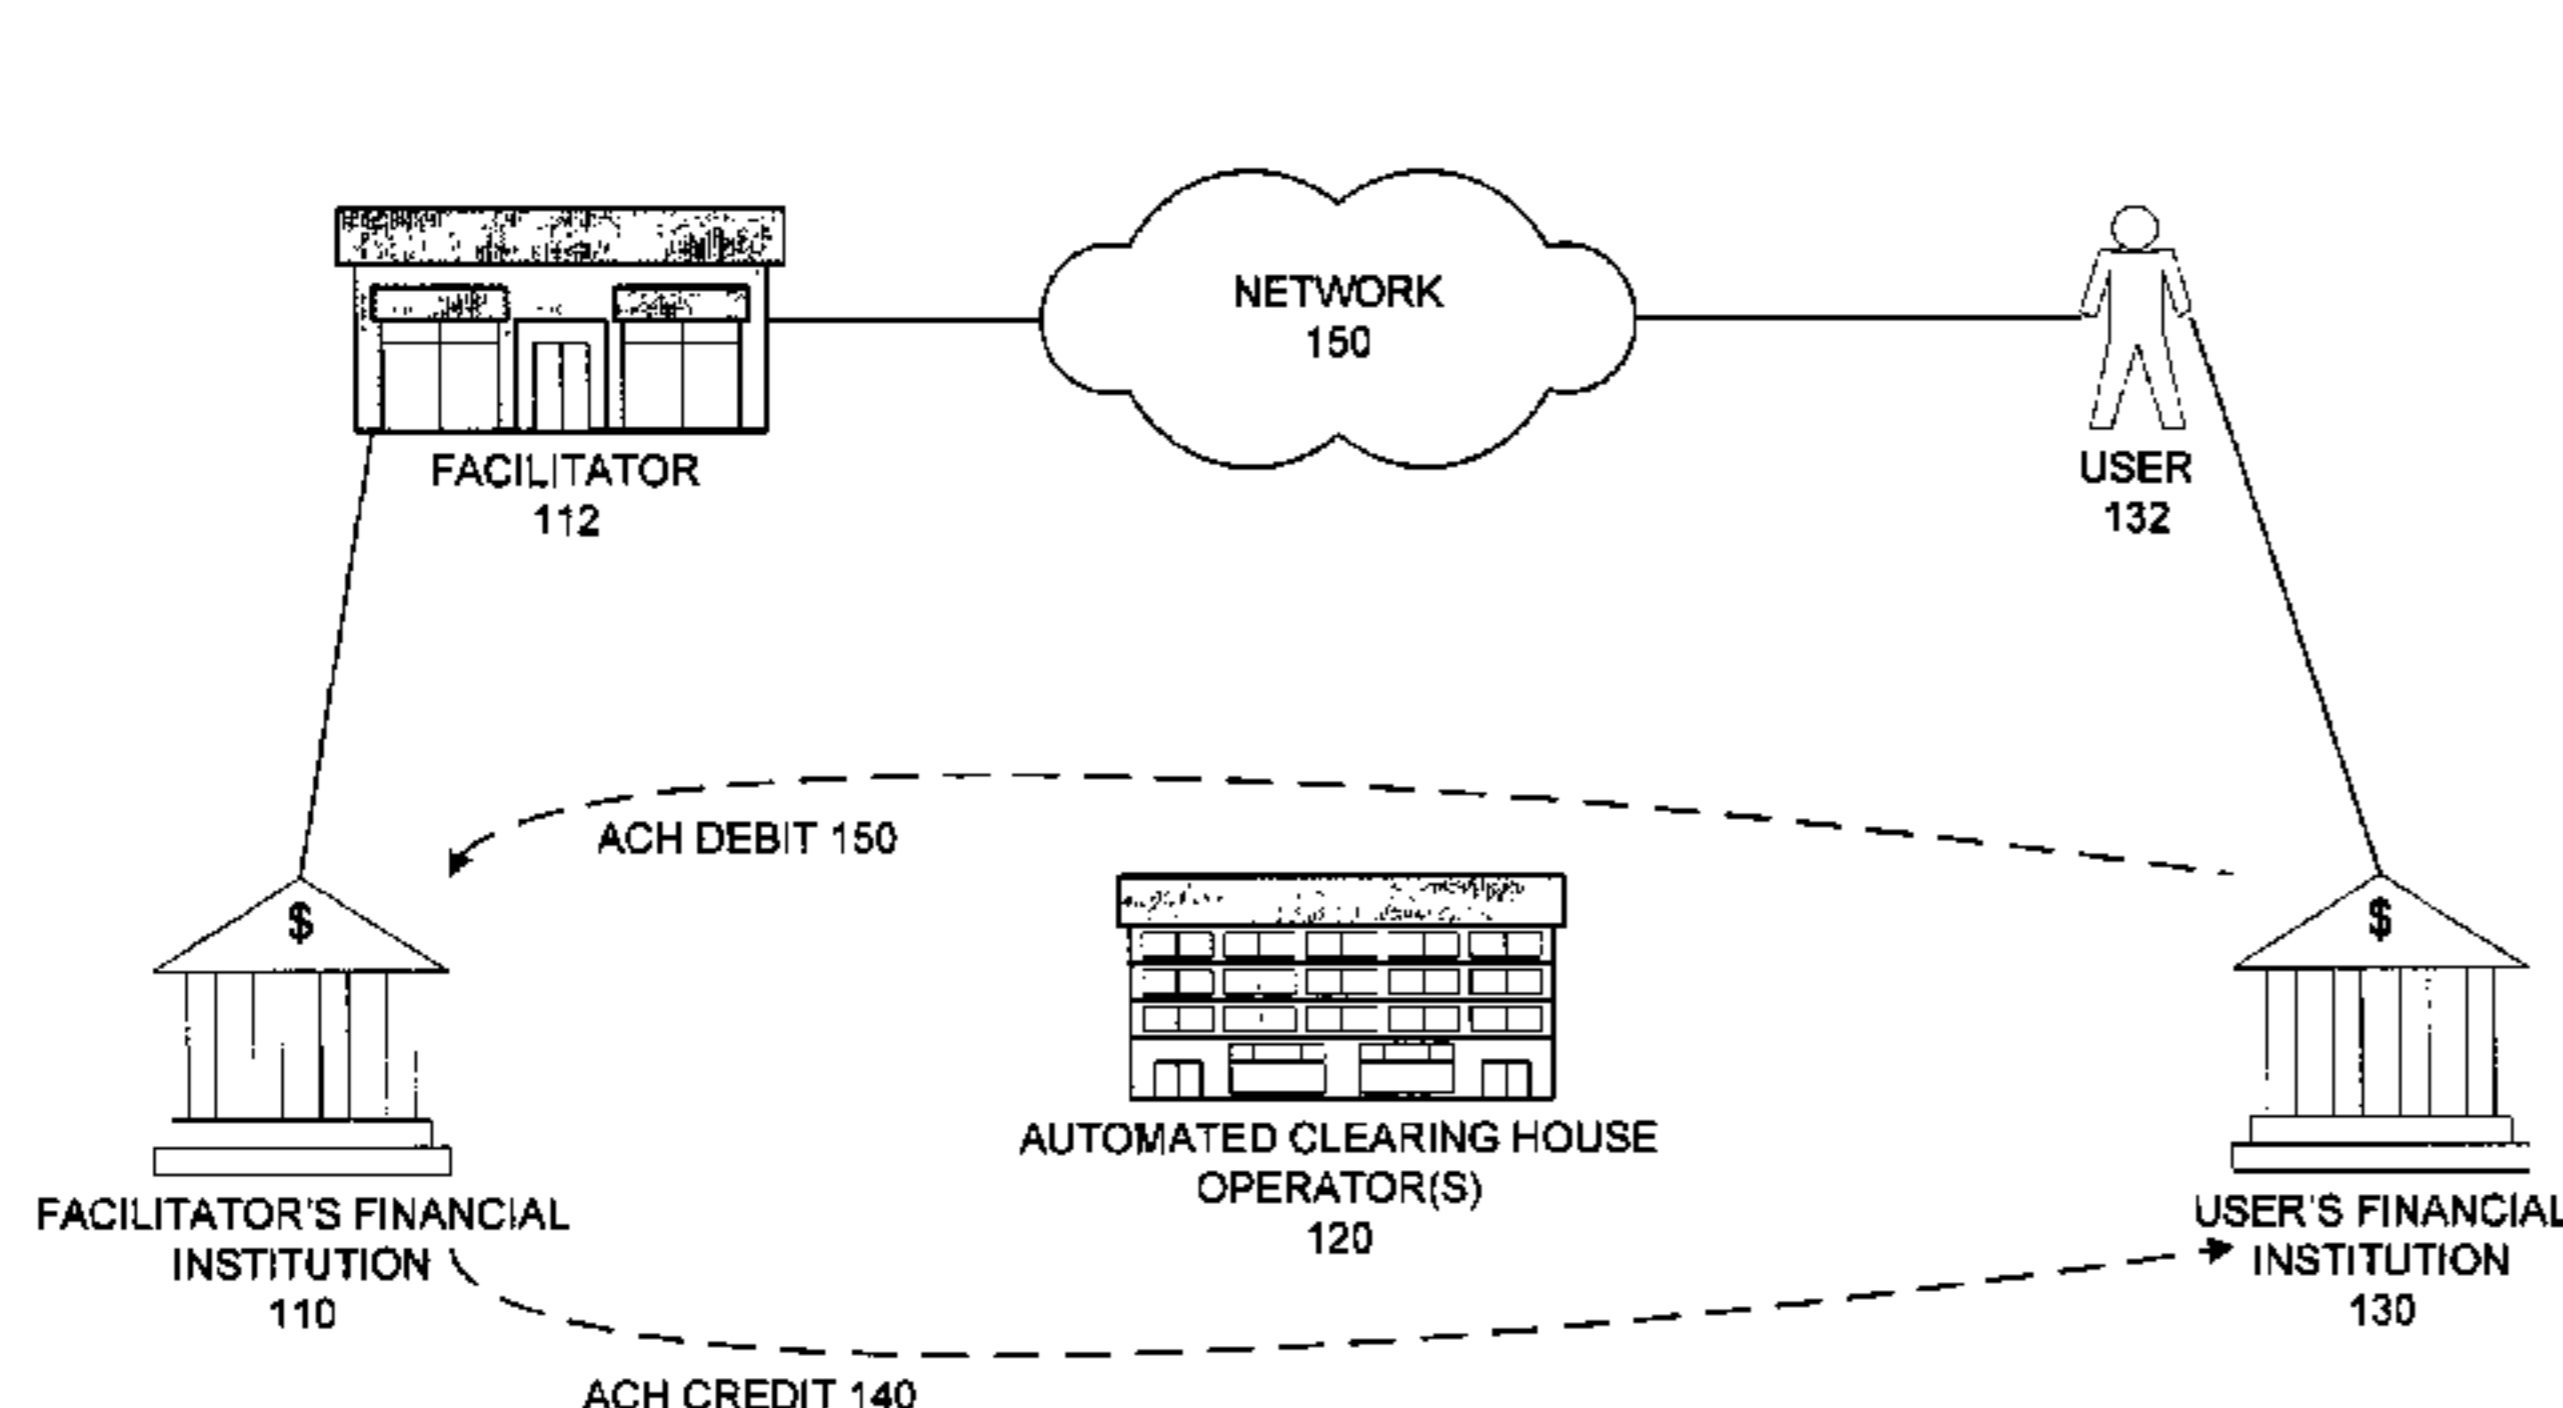 NETWORK
150
FACILITATOR
112
USER
132
ACH DEBIT 150
$
$
AUTOMATED CLEARING HOUSE
OPERATOR(S)
120
FACILITATOR'S FINANCIAL
INSTITUTION
110
USER'S FINANCIAL
INSTITUTION
130
ACH CREDIT 140